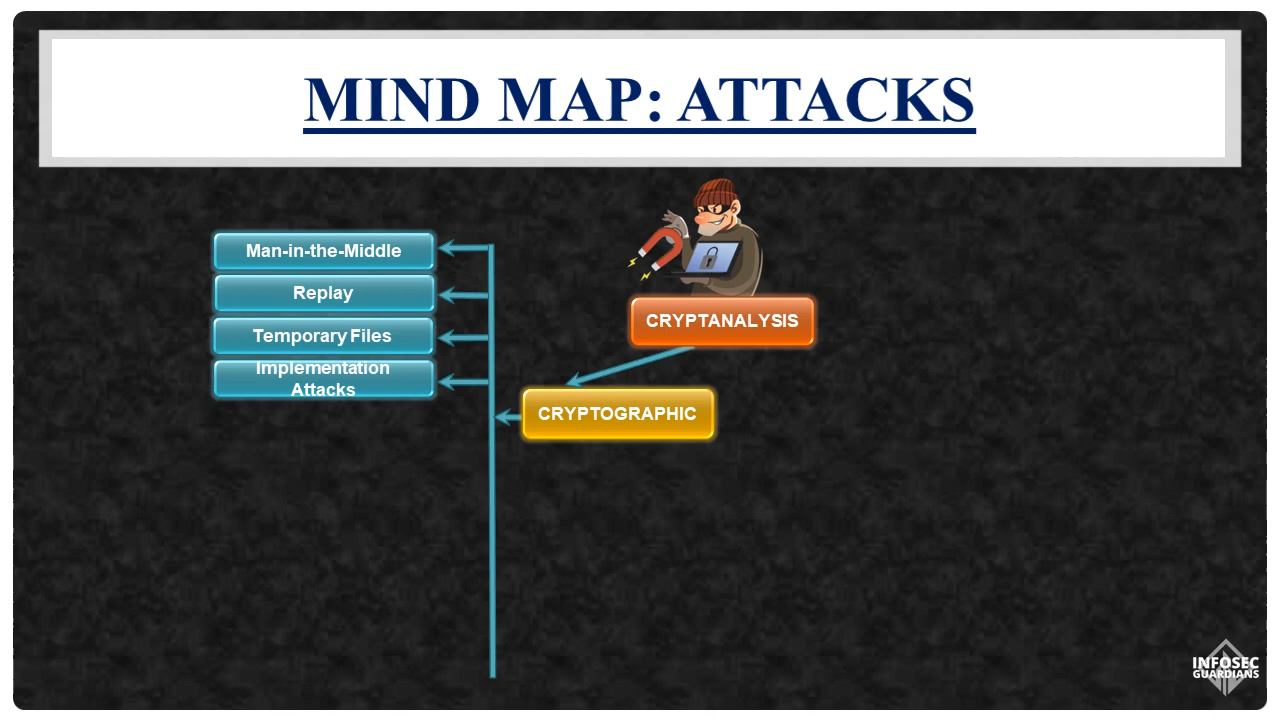 MIND MAP: ATTACKS
Man-in-the-Middle
Replay
Temporary Files
Implementation
Attacks
CRYPTANALYSIS
CRYPTOGRAPHIC
INFOSEC
GUARDIANS